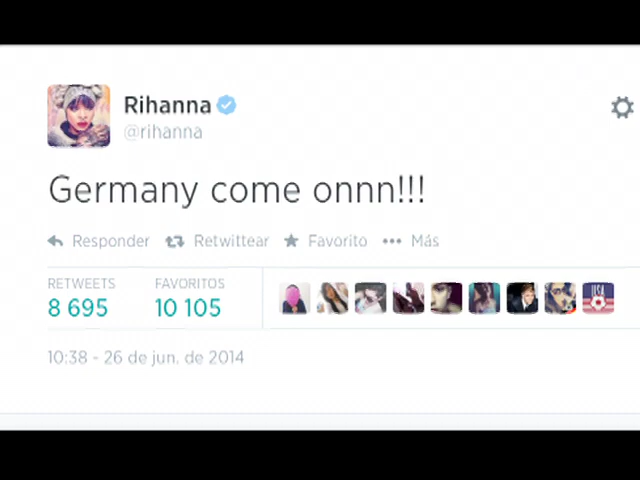 Rihanna
@rihanna
Germany come onnn!!!
Responder Retwittear Favorito Más
RETWEETS FAVORITOS
8 695 10 105
USA
10:38 - 26 de jun. de 2014